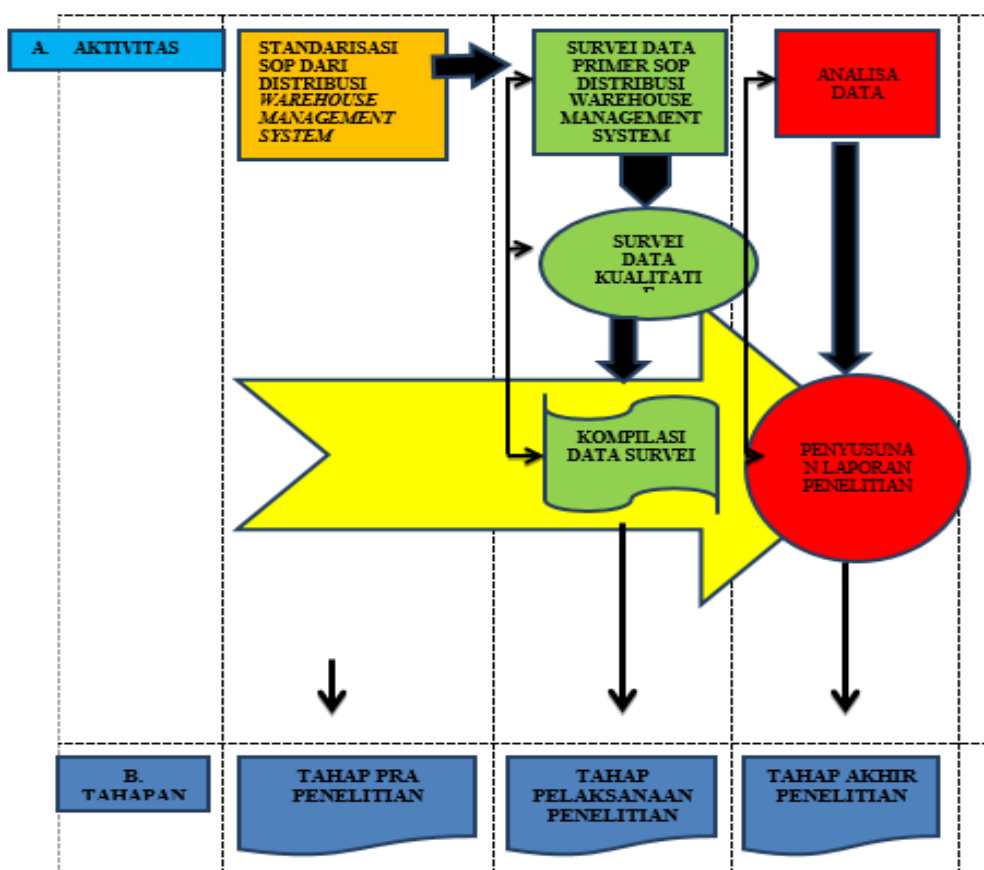 A. AKTIVITAS
STANDARISASI
SOP DARI
DISTRIBUSI
WAREHOUSE
MANAGEMENT
SYSTEM
SURVEI DATA
PRIMER SOP
DISTRIBUSI
WAREHOUSE
MANAGEMENT
SYSTEM
ANALISA
DATA
SURVEI
DATA
KUALITATI
F
KOMPILASI
DATA SURVEI
PENYUSUNA
N LAPORAN
PENELITIAN
B.
TAHAPAN
TAHAP PRA
PENELITIAN
TAHAP
PELAKSANAAN
PENELITIAN
TAHAP AKHIR
PENELITIAN